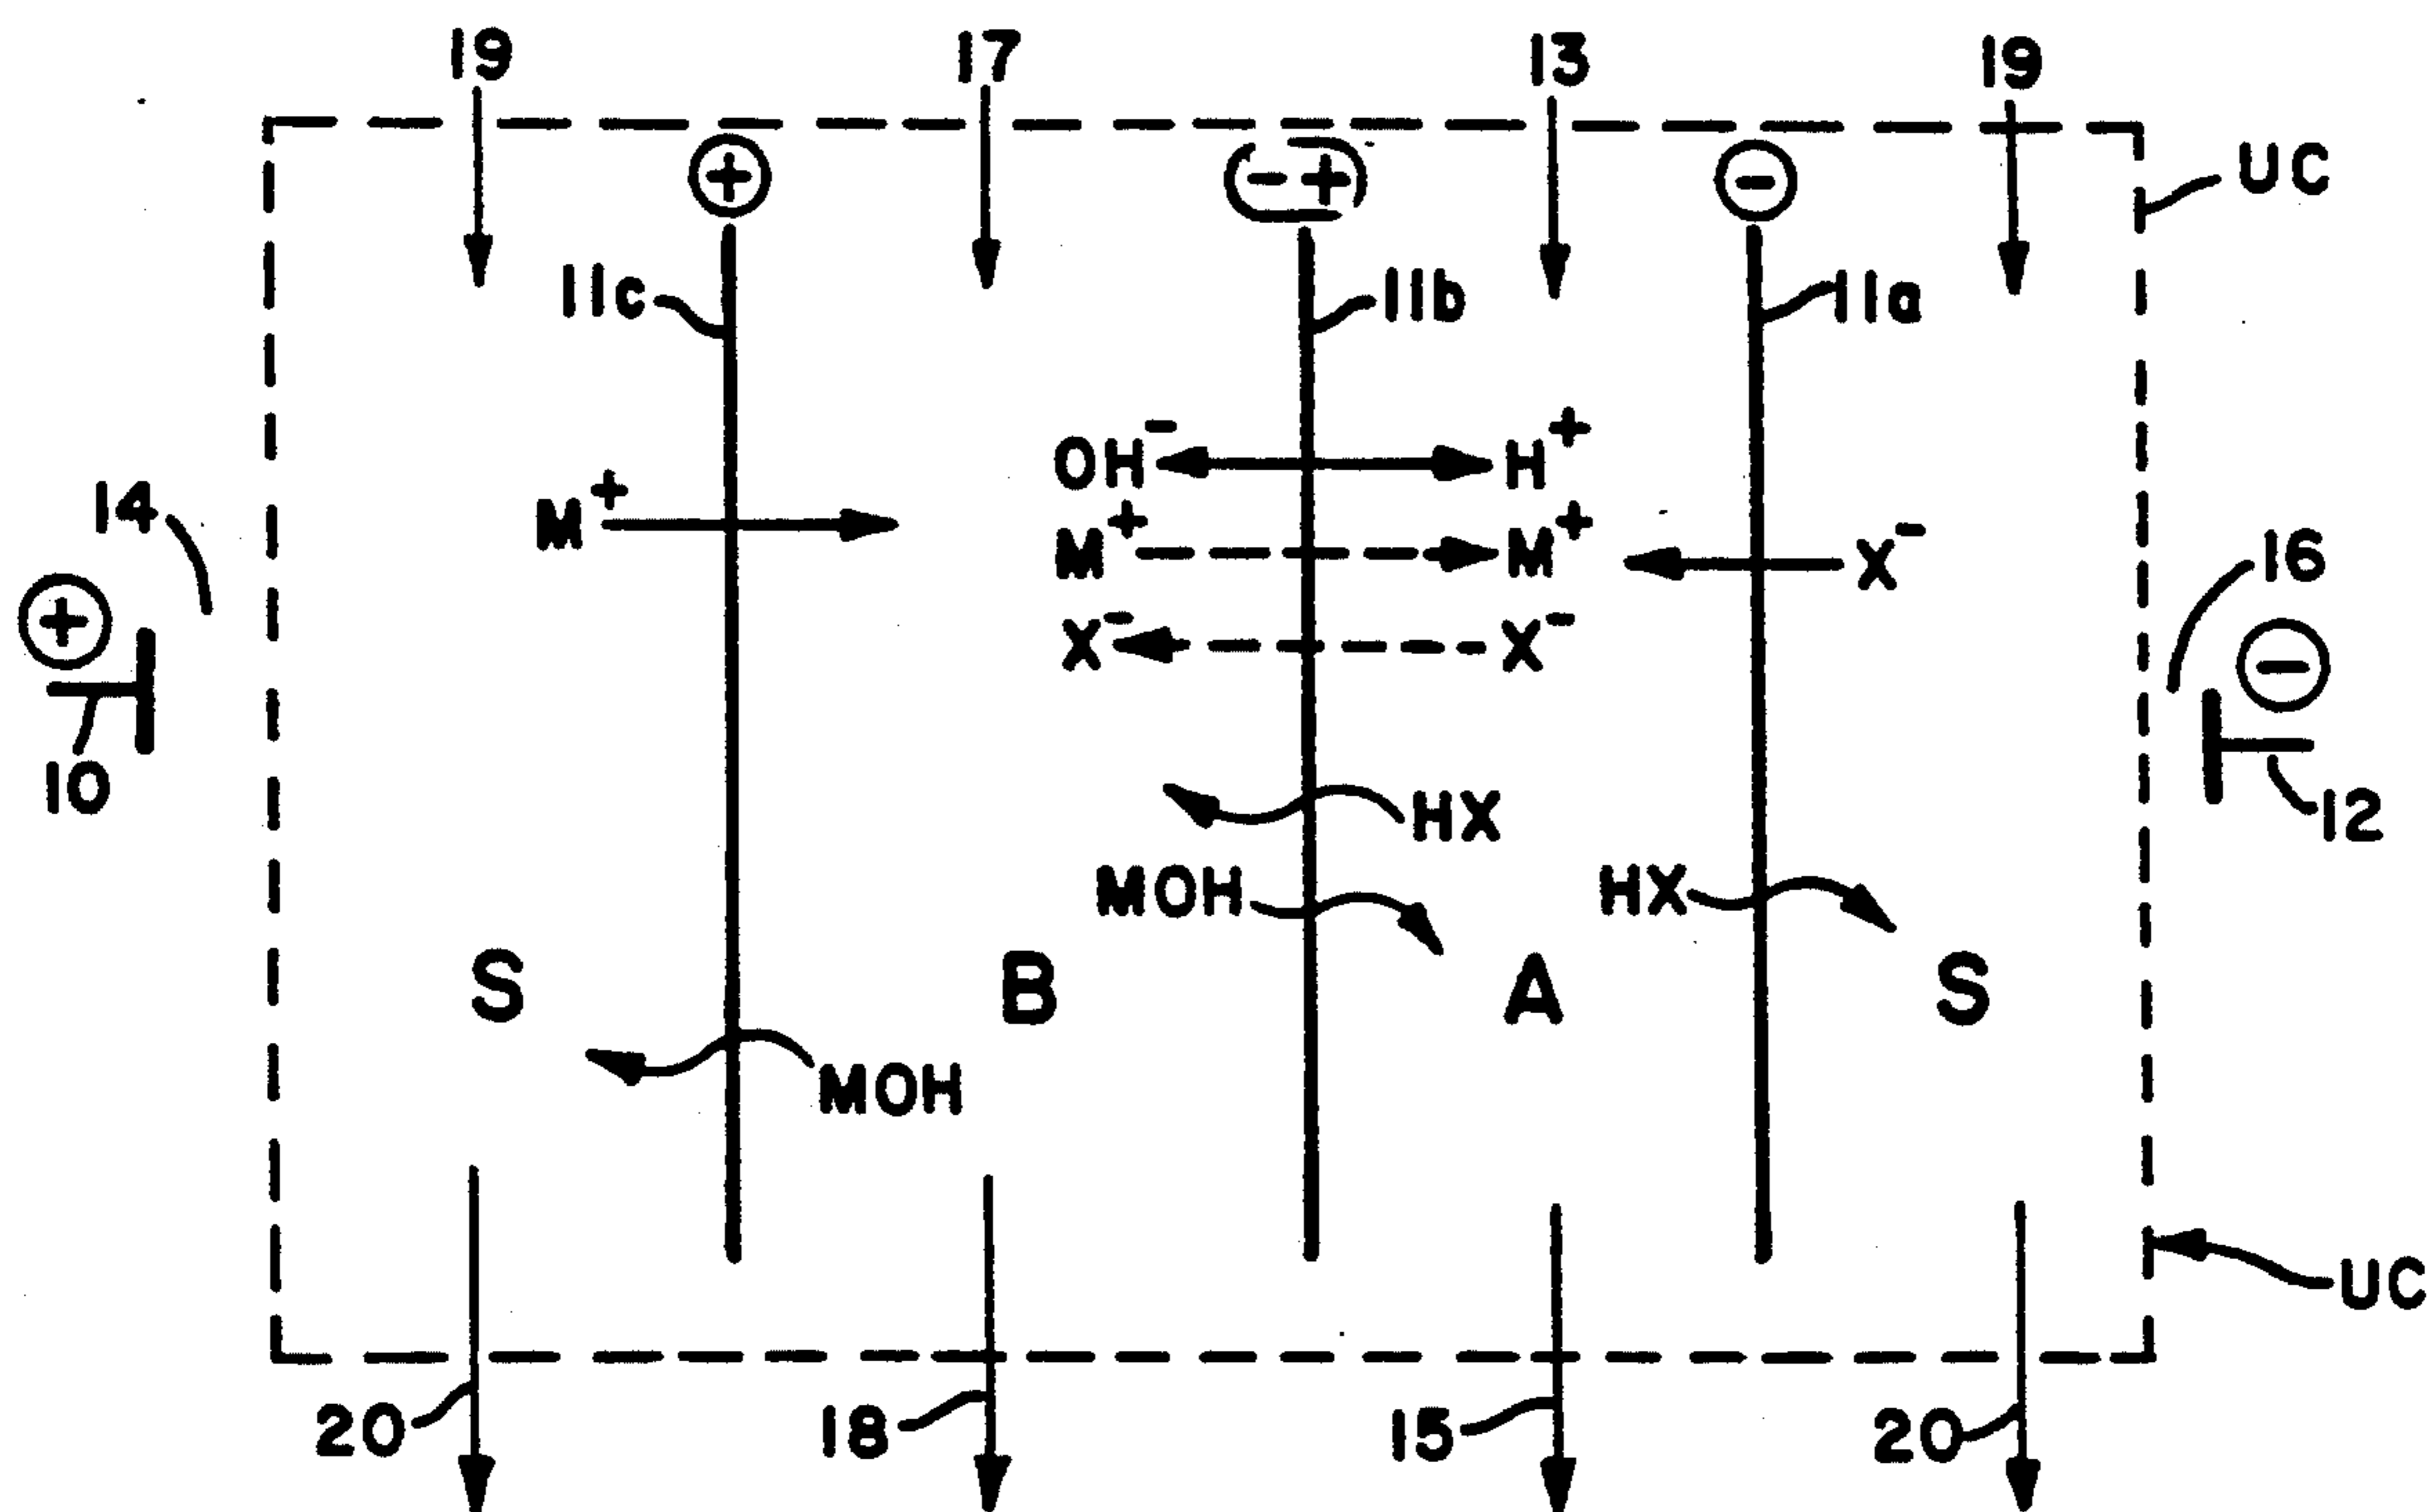 19 17 13 19
+ - + - UC
11c 11b 11a
OH⁻ H⁺
M⁺ M⁺ M⁺
14 X⁻ 16
+ X⁻ X⁻ -
10 HX 12
MOH HX
S B A S
MOH
UC
20 18 15 20